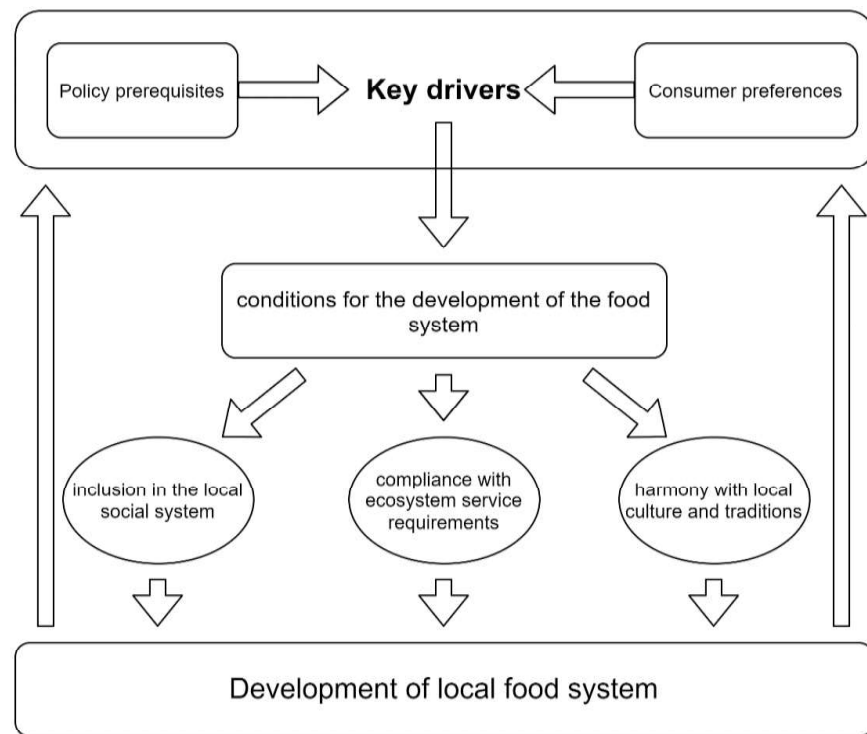 Policy prerequisites
Key drivers
Consumer preferences
conditions for the development of the food
system
inclusion in the local
social system
compliance with
ecosystem service
requirements
harmony with local
culture and traditions
Development of local food system